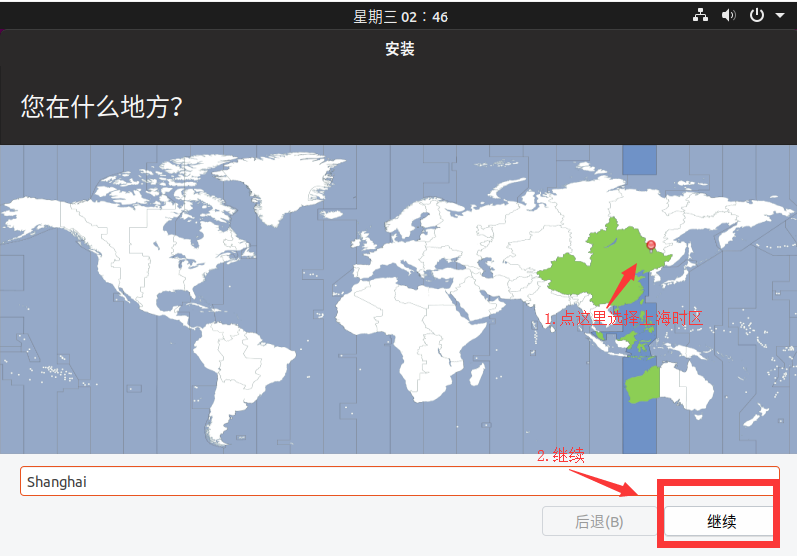 星期三 02：46
安装
您在什么地方？
1.点这里选择上海时区
2.继续
Shanghai
后退(B)
继续